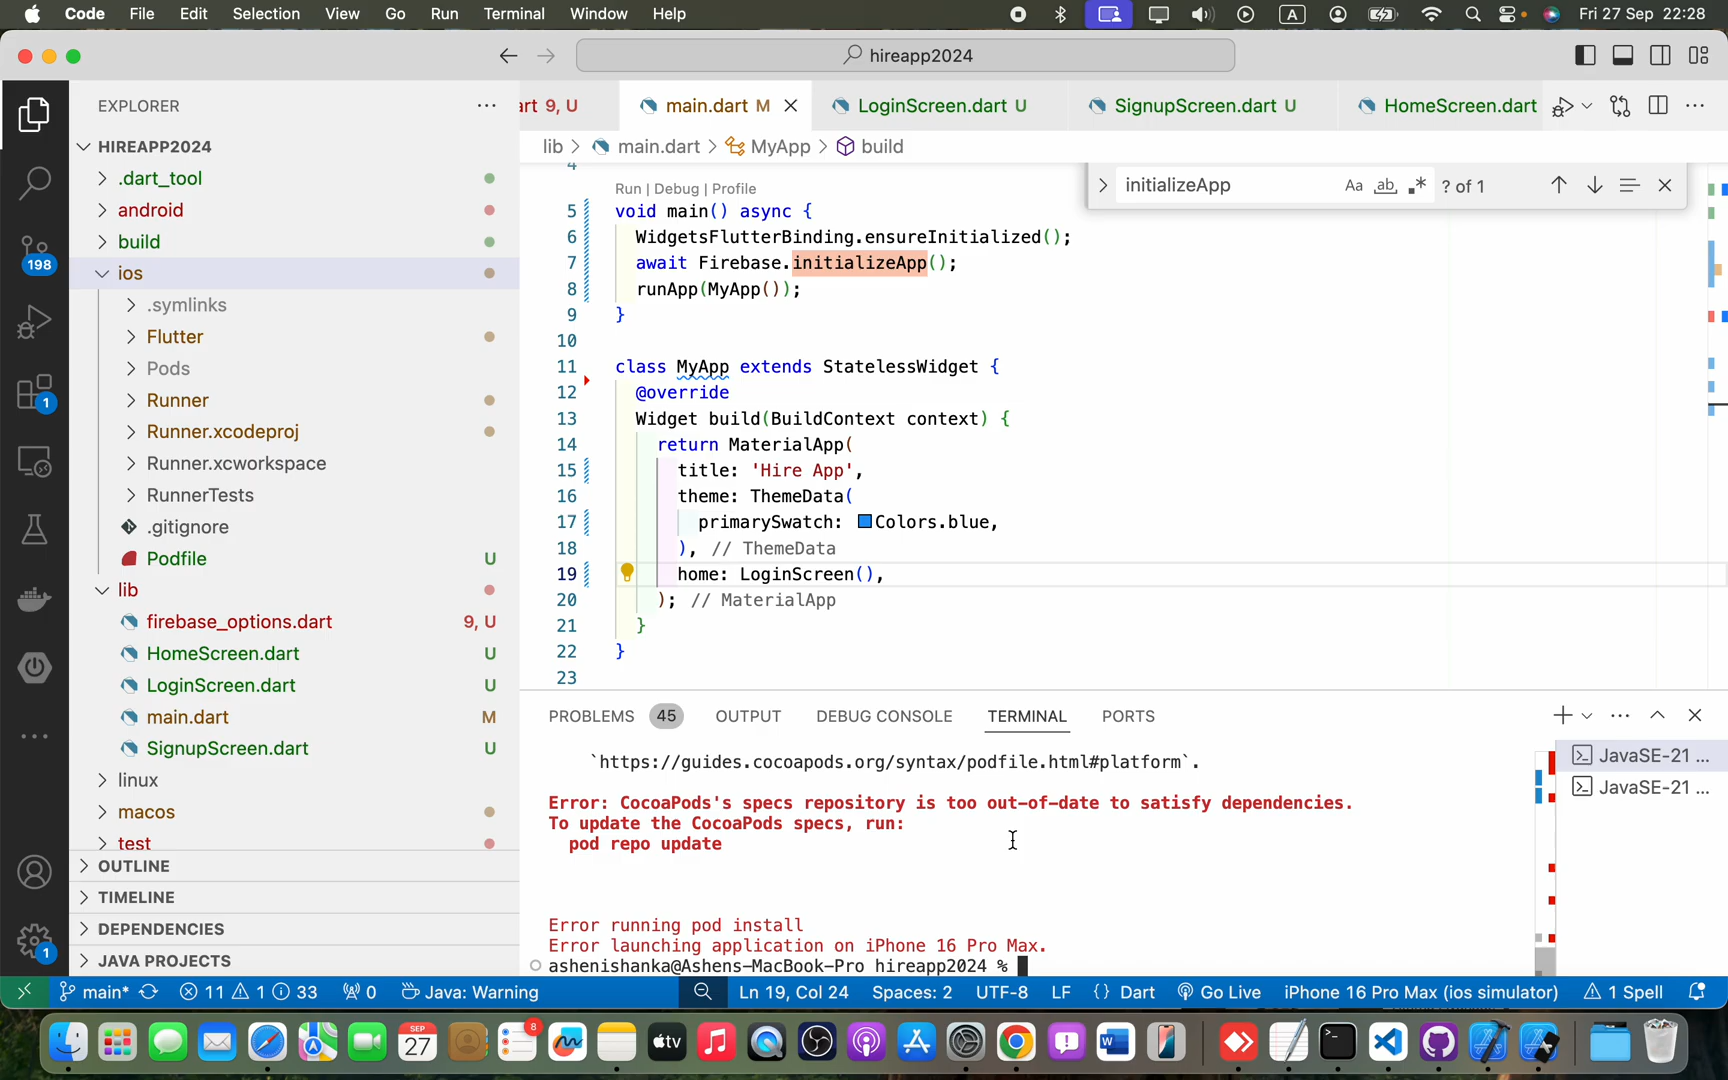 Code File Edit Selection View Go Run Terminal Window Help A Fri 27 Sep 22:28
hireapp2024
EXPLORER
HIREAPP2024
.dart_tool
android
build
ios
.symlinks
Flutter
Pods
Runner
Runner.xcodeproj
Runner.xcworkspace
RunnerTests
.gitignore
Podfile U
lib
firebase_options.dart 9, U
HomeScreen.dart U
LoginScreen.dart U
main.dart M
SignupScreen.dart U
linux
macos
test
OUTLINE
TIMELINE
DEPENDENCIES
JAVA PROJECTS
198
1
1
art 9, U main.dart M LoginScreen.dart U SignupScreen.dart U HomeScreen.dart
lib > main.dart > MyApp > build
initializeApp Aa ab, .* ? of 1
4
Run | Debug | Profile
5 void main() async {
6 WidgetsFlutterBinding.ensureInitialized();
7 await Firebase.initializeApp();
8 runApp(MyApp());
9 }
10
11 class MyApp extends StatelessWidget {
12 @override
13 Widget build(BuildContext context) {
14 return MaterialApp(
15 title: 'Hire App',
16 theme: ThemeData(
17 primarySwatch: Colors.blue,
18 ), // ThemeData
19 home: LoginScreen(),
20 ); // MaterialApp
21 }
22 }
23
PROBLEMS 45 OUTPUT DEBUG CONSOLE TERMINAL PORTS
`https://guides.cocoapods.org/syntax/podfile.html#platform`.
Error: CocoaPods's specs repository is too out-of-date to satisfy dependencies.
To update the CocoaPods specs, run:
pod repo update
Error running pod install
Error launching application on iPhone 16 Pro Max.
ashenishanka@Ashens-MacBook-Pro hireapp2024 %
JavaSE-21 ...
JavaSE-21 ...
main* 11 1 33 0 Java: Warning Ln 19, Col 24 Spaces: 2 UTF-8 LF {} Dart Go Live iPhone 16 Pro Max (ios simulator) 1 Spell
SEP
27
8
tv
W